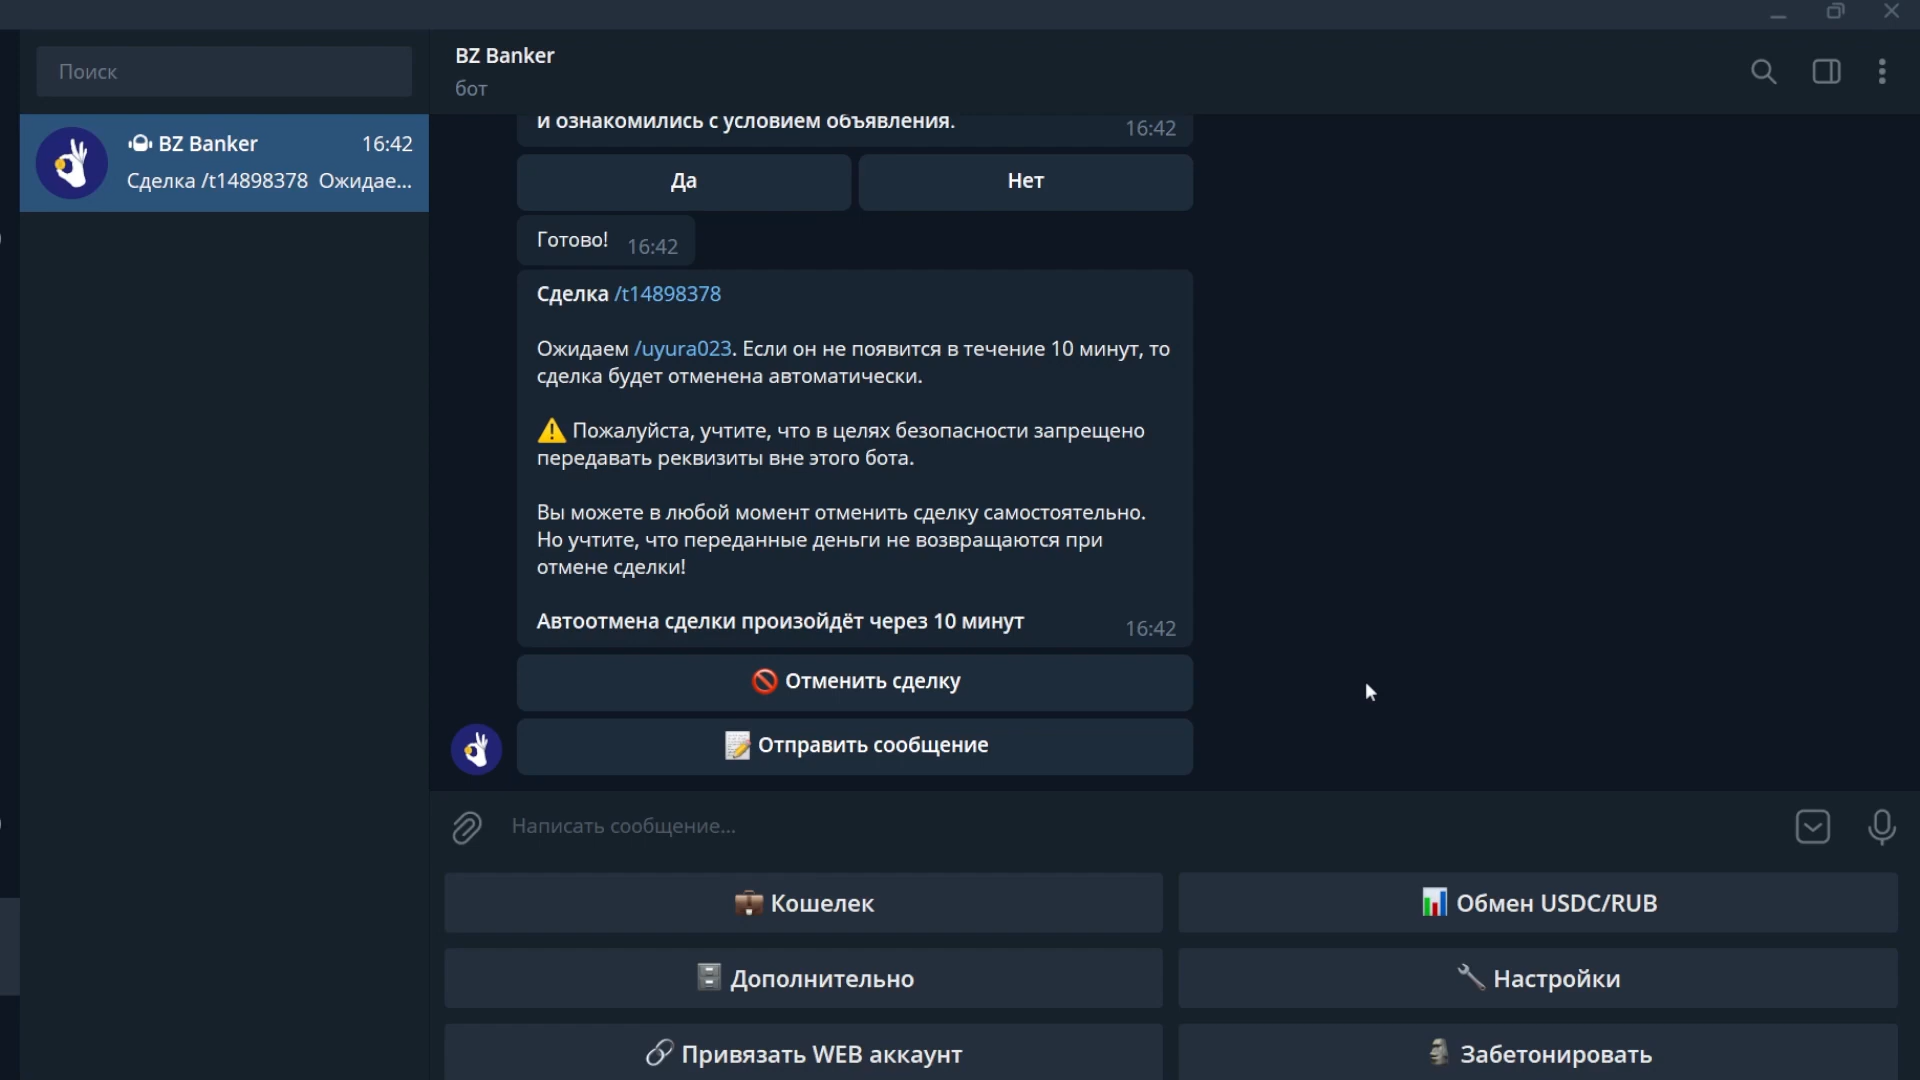 Поиск
BZ Banker 16:42
Сделка /t14898378 Ожидае...
BZ Banker
бот
и ознакомились с условием объявления. 16:42
Да Нет
Готово! 16:42
Сделка /t14898378
Ожидаем /uyura023. Если он не появится в течение 10 минут, то
сделка будет отменена автоматически.
⚠️ Пожалуйста, учтите, что в целях безопасности запрещено
передавать реквизиты вне этого бота.
Вы можете в любой момент отменить сделку самостоятельно.
Но учтите, что переданные деньги не возвращаются при
отмене сделки!
Автоотмена сделки произойдёт через 10 минут 16:42
🚫 Отменить сделку
📝 Отправить сообщение
Написать сообщение...
💼 Кошелек 📊 Обмен USDC/RUB
🗄 Дополнительно 🔧 Настройки
🔗 Привязать WEB аккаунт 🗿 Забетонировать